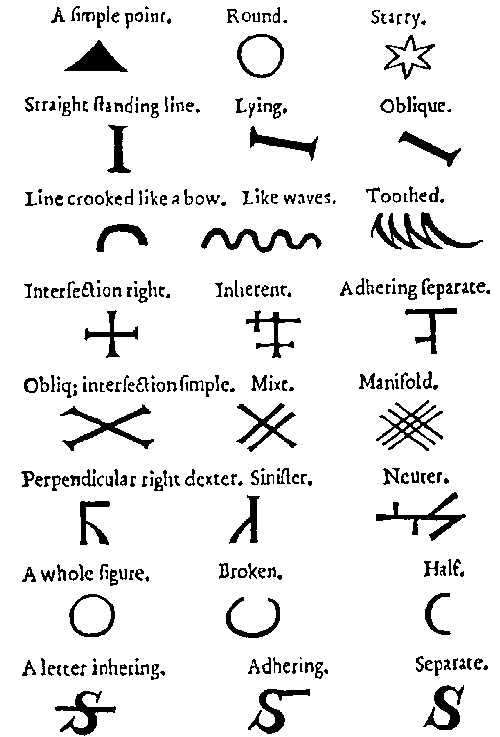 A ſimple point. Round. Starry.
Straight ſtanding line. Lying. Oblique.
Line crooked like a bow. Like waves. Toothed.
Interſection right. Inherent. Adhering ſeparate.
Obliq; interſection ſimple. Mixt. Manifold.
Perpendicular right dexter. Siniſter. Neuter.
A whole figure. Broken. Half.
A letter inhering. Adhering. Separate.
S S S